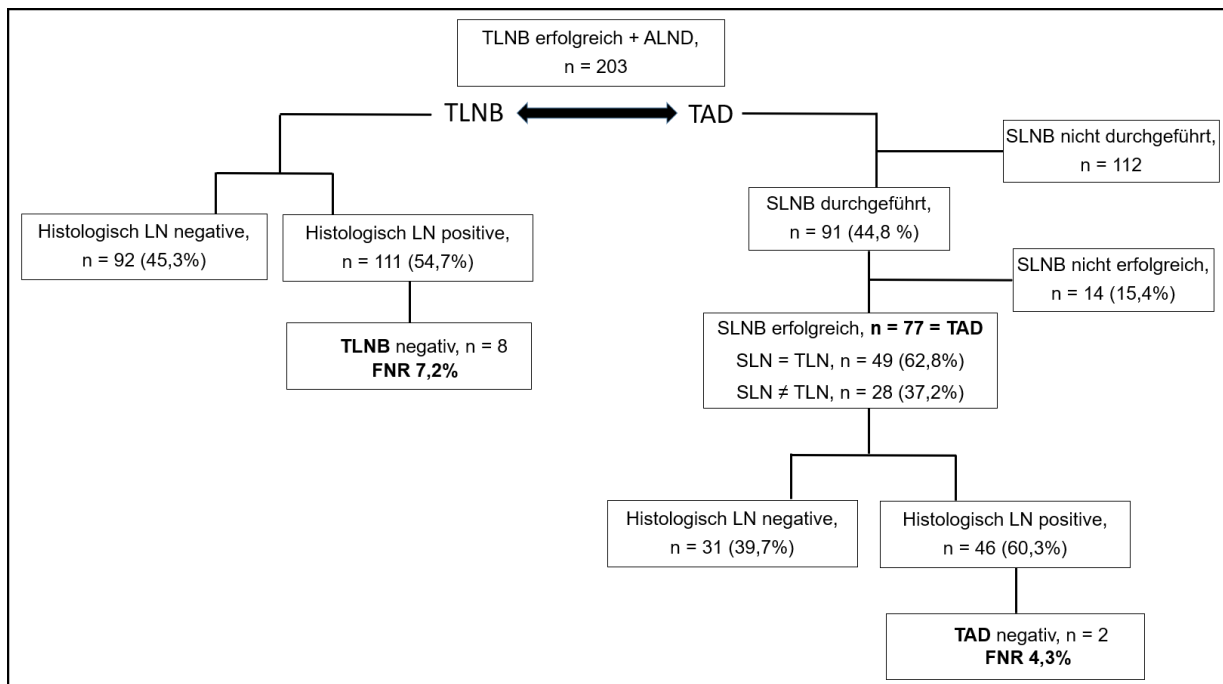 TLNB erfolgreich + ALND,
n = 203
TLNB
TAD
SLNB nicht durchgeführt,
n = 112
SLNB durchgeführt,
n = 91 (44,8 %)
Histologisch LN negative,
n = 92 (45,3%)
Histologisch LN positive,
n = 111 (54,7%)
SLNB nicht erfolgreich,
n = 14 (15,4%)
TLNB negativ, n = 8
FNR 7,2%
SLNB erfolgreich, n = 77 = TAD
SLN = TLN, n = 49 (62,8%)
SLN ≠ TLN, n = 28 (37,2%)
Histologisch LN negative,
n = 31 (39,7%)
Histologisch LN positive,
n = 46 (60,3%)
TAD negativ, n = 2
FNR 4,3%